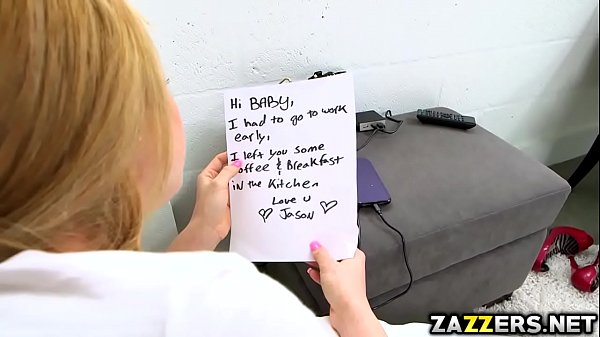 Hi BABY,
I had to go to work
early,
I left you some
coffee & Breakfast
in the Kitchen
Love u
Jason
ZAZZERS.NET